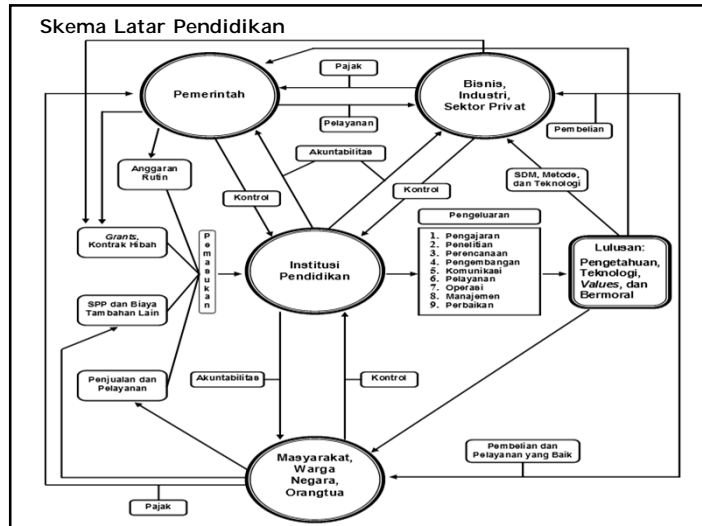 Skema Latar Pendidikan
Pemerintah
Pajak
Pelayanan
Bisnis,
Industri,
Sektor Privat
Pembelian
Anggaran
Rutin
Kontrol
Akuntabilitas
Kontrol
SDM, Metode,
dan Teknologi
Grants,
Kontrak Hibah
Pemasukan
Institusi
Pendidikan
Pengeluaran
1. Pengajaran
2. Penelitian
3. Perencanaan
4. Pengembangan
5. Komunikasi
6. Pelayanan
7. Operasi
8. Manajemen
9. Perbaikan
Lulusan:
Pengetahuan,
Teknologi,
Values, dan
Bermoral
SPP dan Biaya
Tambahan Lain
Penjualan dan
Pelayanan
Akuntabilitas
Kontrol
Masyarakat,
Warga
Negara,
Orangtua
Pembelian dan
Pelayanan yang Baik
Pajak